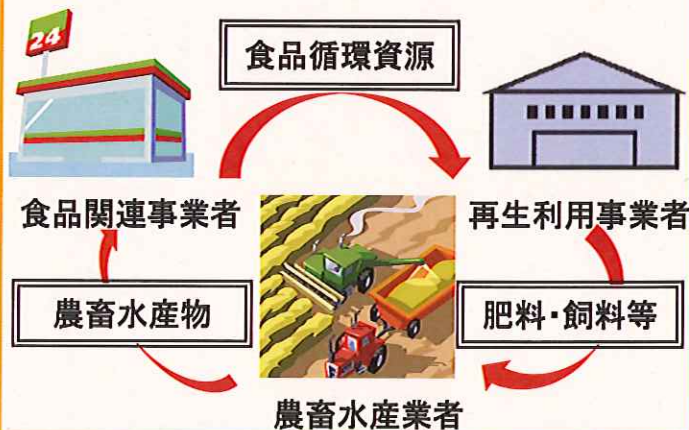 24
食品循環資源
食品関連事業者
再生利用事業者
農畜水産物
肥料・飼料等
農畜水産業者